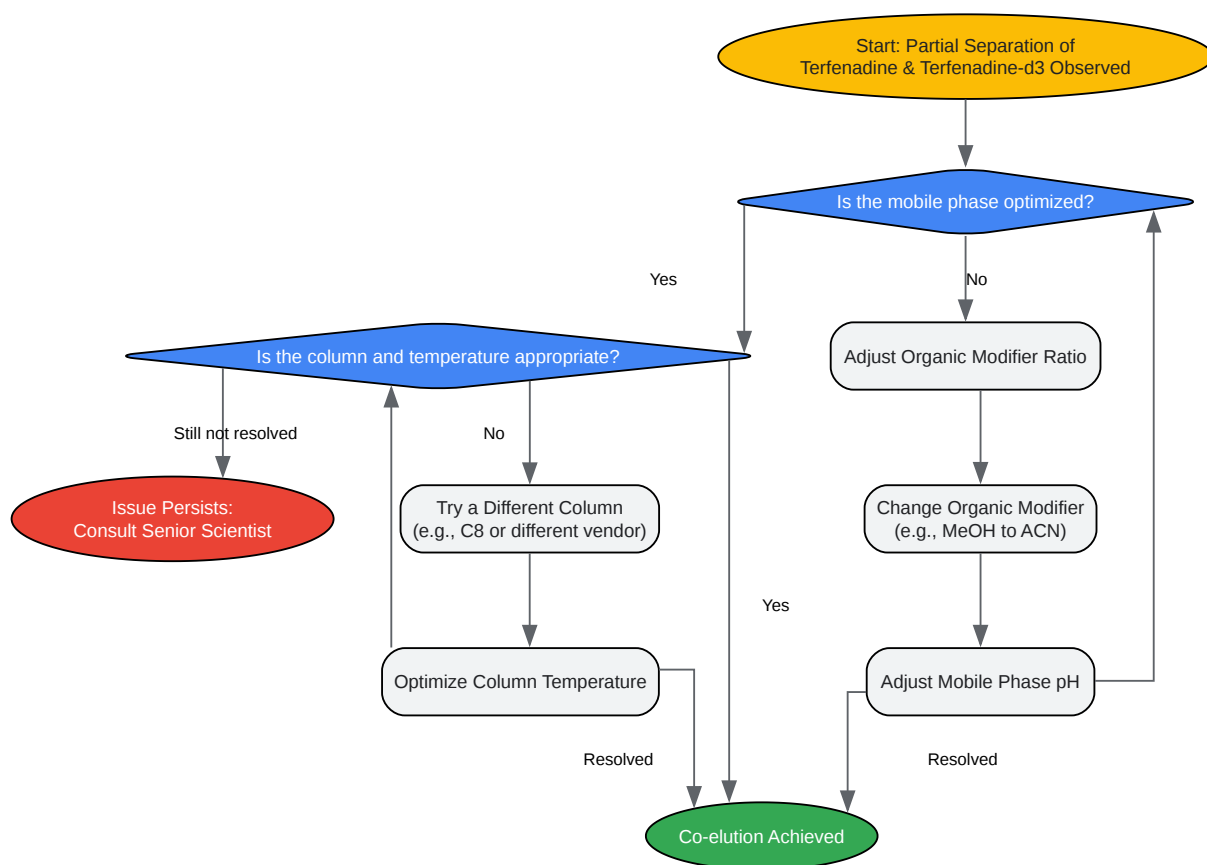 Start: Partial Separation of
Terfenadine & Terfenadine-d3 Observed
Is the mobile phase optimized?
Yes
No
Is the column and temperature appropriate?
Adjust Organic Modifier Ratio
Still not resolved
No
Issue Persists:
Consult Senior Scientist
Try a Different Column
(e.g., C8 or different vendor)
Change Organic Modifier
(e.g., MeOH to ACN)
Yes
Optimize Column Temperature
Adjust Mobile Phase pH
Resolved
Resolved
Co-elution Achieved